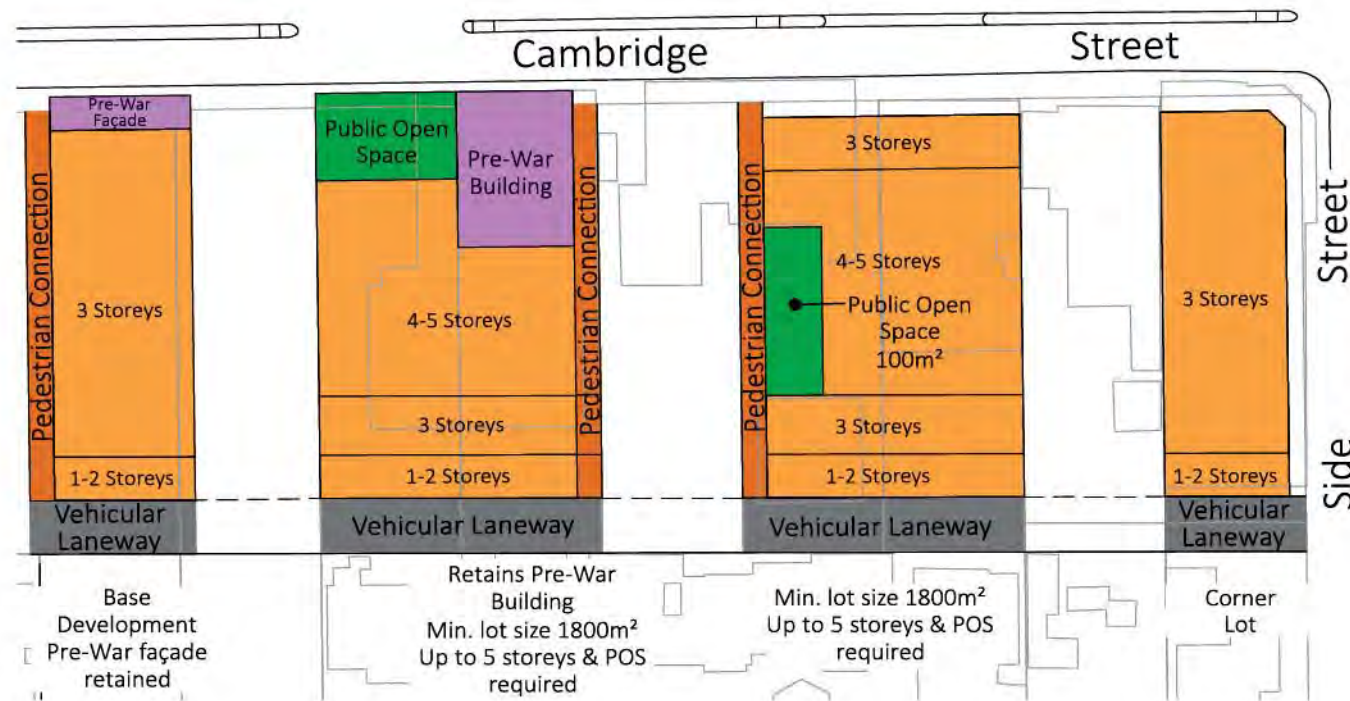 Cambridge Street
Pre-War
Façade
Pedestrian Connection
3 Storeys
1-2 Storeys
Vehicular
Laneway
Base
Development
Pre-War façade
retained
Public Open
Space
Pre-War
Building
Pedestrian Connection
4-5 Storeys
3 Storeys
1-2 Storeys
Vehicular Laneway
Retains Pre-War
Building
Min. lot size 1800m²
Up to 5 storeys & POS
required
Pedestrian Connection
3 Storeys
4-5 Storeys
Public Open
Space
100m²
3 Storeys
1-2 Storeys
Vehicular Laneway
Min. lot size 1800m²
Up to 5 storeys & POS
required
3 Storeys
1-2 Storeys
Vehicular
Laneway
Corner
Lot
Side Street